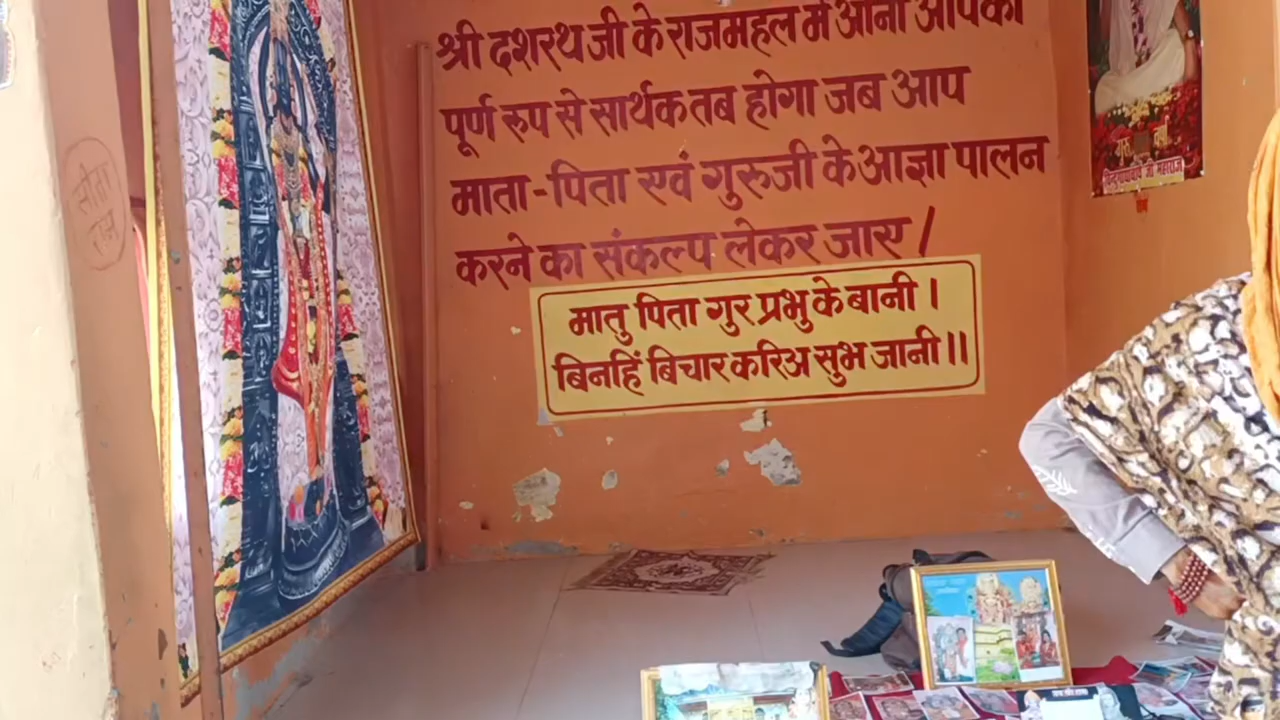 श्री दशरथ जी के राजमहल में आना आपका
पूर्ण रुप से सार्थक तब होगा जब आप
माता-पिता एवं गुरुजी के आज्ञा पालन
करने का संकल्प लेकर जाए /
मातु पिता गुर प्रभु के बानी ।
बिनहिं बिचार करिअ सुभ जानी ।।
सीता
राम
गुरु